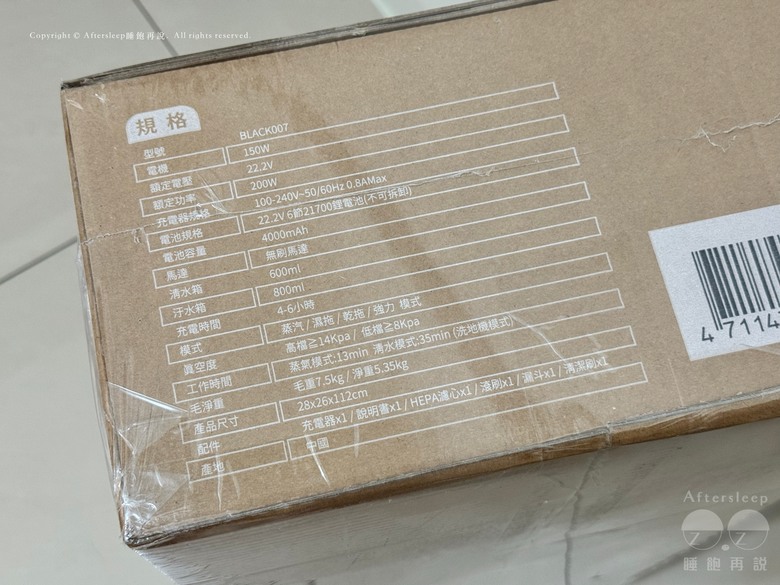 Copyright © Aftersleep睡飽再說. All rights reserved.
規格
型號 BLACK007
電機 150W
額定電壓 22.2V
額定功率 200W
充電器規格 100-240V~50/60Hz 0.8AMax
電池規格 22.2V 6節21700鋰電池(不可拆卸)
電池容量 4000mAh
馬達 無刷馬達
清水箱 600ml
汙水箱 800ml
充電時間 4-6小時
模式 蒸汽 / 濕拖 / 乾拖 / 強力 模式
真空度 高檔≧14Kpa / 低檔≧8Kpa
工作時間 蒸氣模式:13min 清水模式:35min (洗地機模式)
毛淨重 毛重7.5kg / 淨重5.35kg
產品尺寸 28x26x112cm
配件 充電器x1 / 說明書x1 / HEPA濾心x1 / 滾刷x1 / 漏斗x1 / 清潔刷x1
產地 中國
4 7114
Aftersleep
z.z
睡飽再說